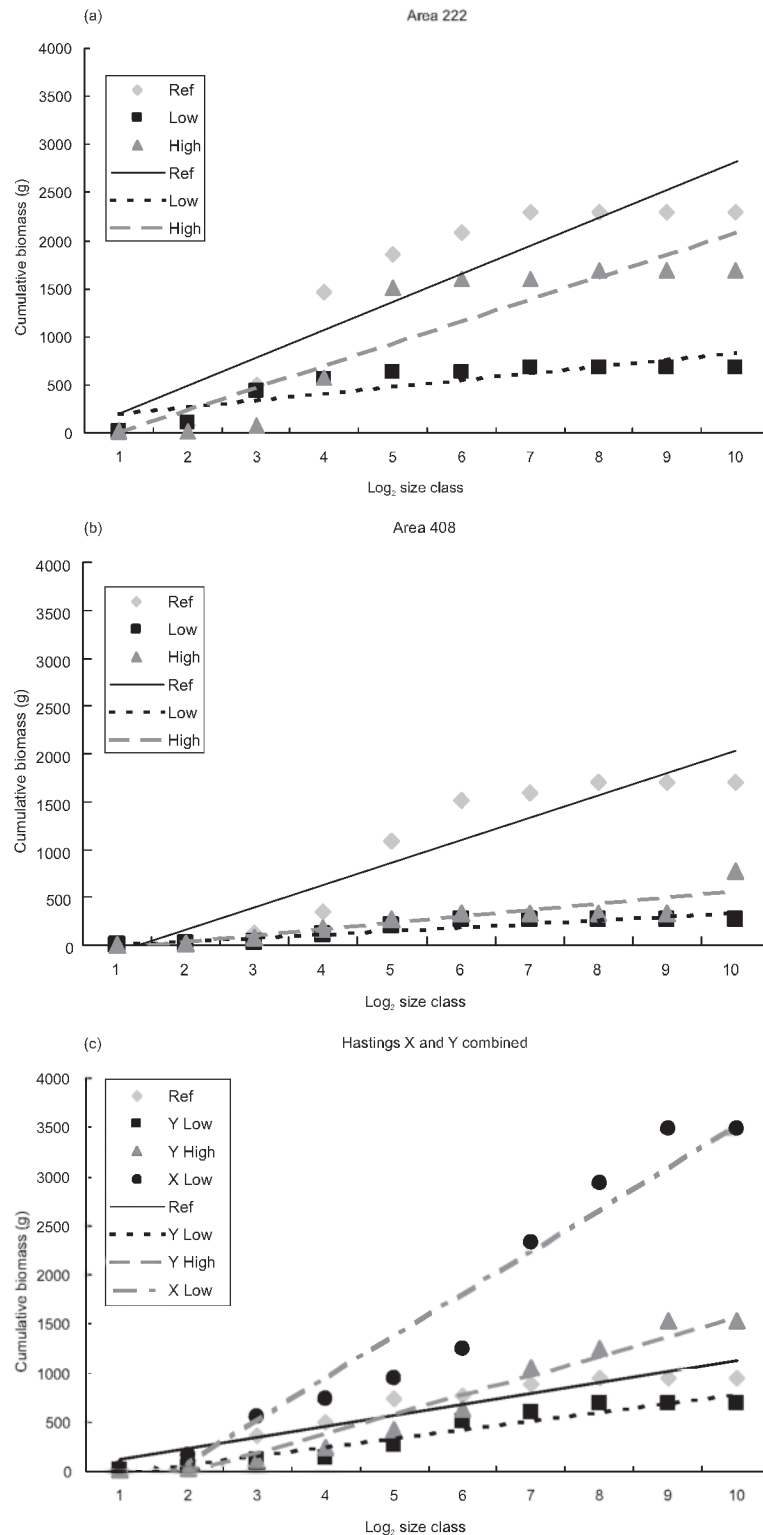 (a) Area 222
4000
3500
3000
2500
2000
1500
1000
500
0
Cumulative biomass (g)
Ref
Low
High
Ref
Low
High
1 2 3 4 5 6 7 8 9 10
Log₂ size class
(b) Area 408
4000
3500
3000
2500
2000
1500
1000
500
0
Cumulative biomass (g)
Ref
Low
High
Ref
Low
High
1 2 3 4 5 6 7 8 9 10
Log₂ size class
(c) Hastings X and Y combined
4000
3500
3000
2500
2000
1500
1000
500
0
Cumulative biomass (g)
Ref
Y Low
Y High
X Low
Ref
Y Low
Y High
X Low
1 2 3 4 5 6 7 8 9 10
Log₂ size class